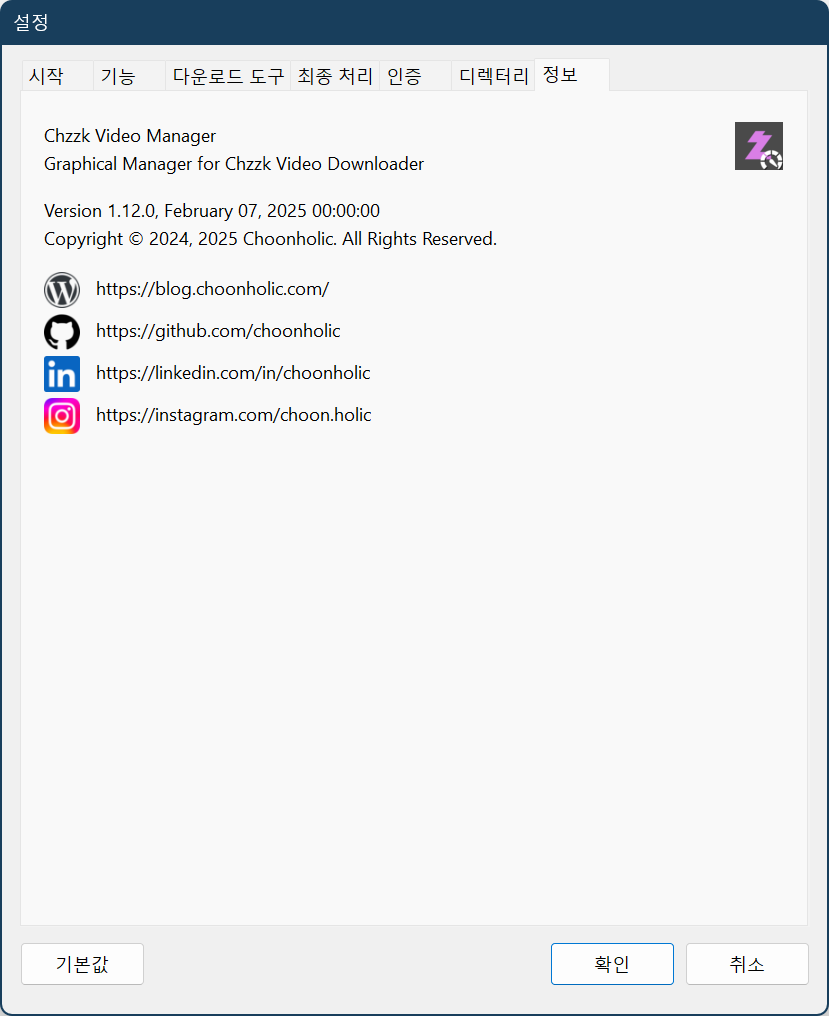 설정
시작 기능 다운로드 도구 최종 처리 인증 디렉터리 정보
Chzzk Video Manager
Graphical Manager for Chzzk Video Downloader
Version 1.12.0, February 07, 2025 00:00:00
Copyright © 2024, 2025 Choonholic. All Rights Reserved.
https://blog.choonholic.com/
https://github.com/choonholic
https://linkedin.com/in/choonholic
https://instagram.com/choon.holic
기본값 확인 취소